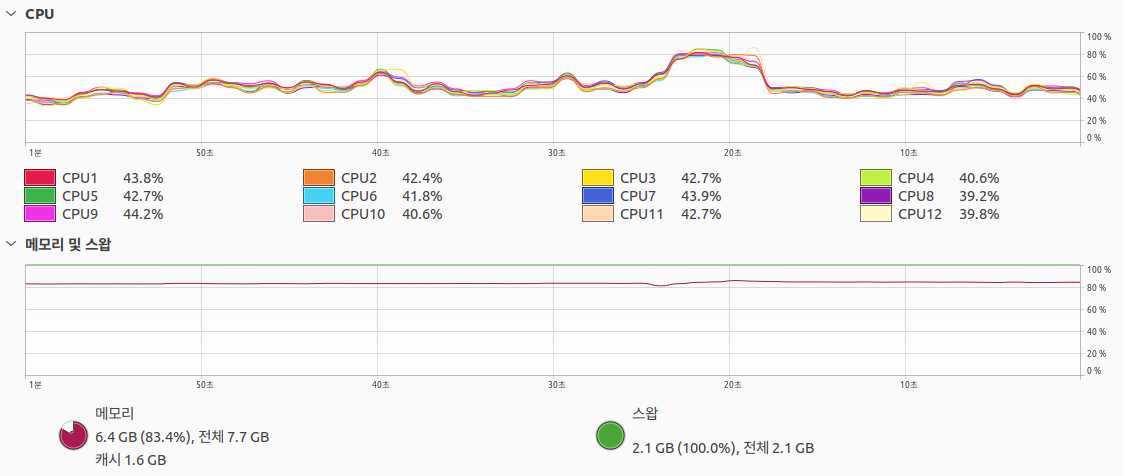 CPU
100 %
80 %
60 %
40 %
20 %
0 %
1분 50초 40초 30초 20초 10초
CPU1 43.8% CPU2 42.4% CPU3 42.7% CPU4 40.6%
CPU5 42.7% CPU6 41.8% CPU7 43.9% CPU8 39.2%
CPU9 44.2% CPU10 40.6% CPU11 42.7% CPU12 39.8%
메모리 및 스왑
100 %
80 %
60 %
40 %
20 %
0 %
1분 50초 40초 30초 20초 10초
메모리
6.4 GB (83.4%), 전체 7.7 GB
캐시 1.6 GB
스왑
2.1 GB (100.0%), 전체 2.1 GB